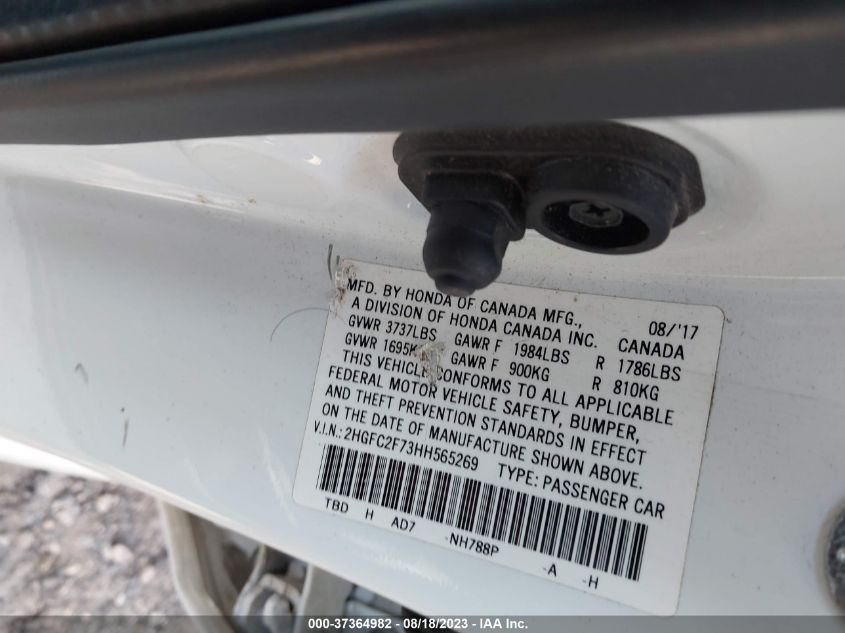 MFD. BY HONDA OF CANADA MFG., 08/'17
A DIVISION OF HONDA CANADA INC. CANADA
GVWR 3737LBS GAWR F 1984LBS R 1786LBS
GVWR 1695K GAWR F 900KG R 810KG
THIS VEHICLE CONFORMS TO ALL APPLICABLE
FEDERAL MOTOR VEHICLE SAFETY, BUMPER,
AND THEFT PREVENTION STANDARDS IN EFFECT
ON THE DATE OF MANUFACTURE SHOWN ABOVE.
V.I.N.: 2HGFC2F73HH565269 TYPE: PASSENGER CAR
TBD H AD7 -NH788P -A -H
000-37364982 - 08/18/2023 - IAA Inc.